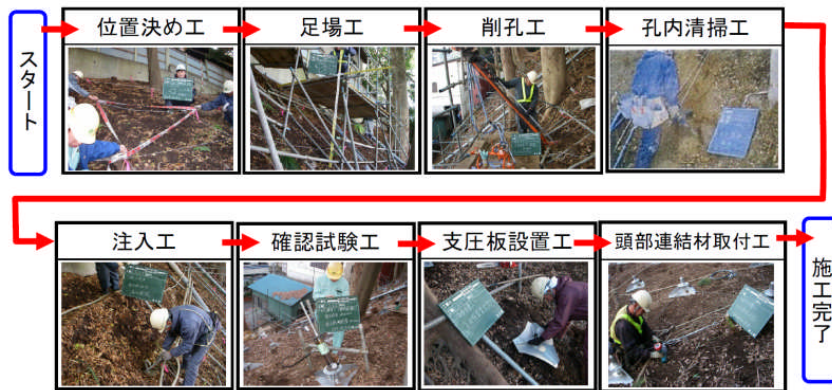 スタート
位置決め工
足場工
削孔工
孔内清掃工
注入工
確認試験工
支圧板設置工
頭部連結材取付工
施工完了